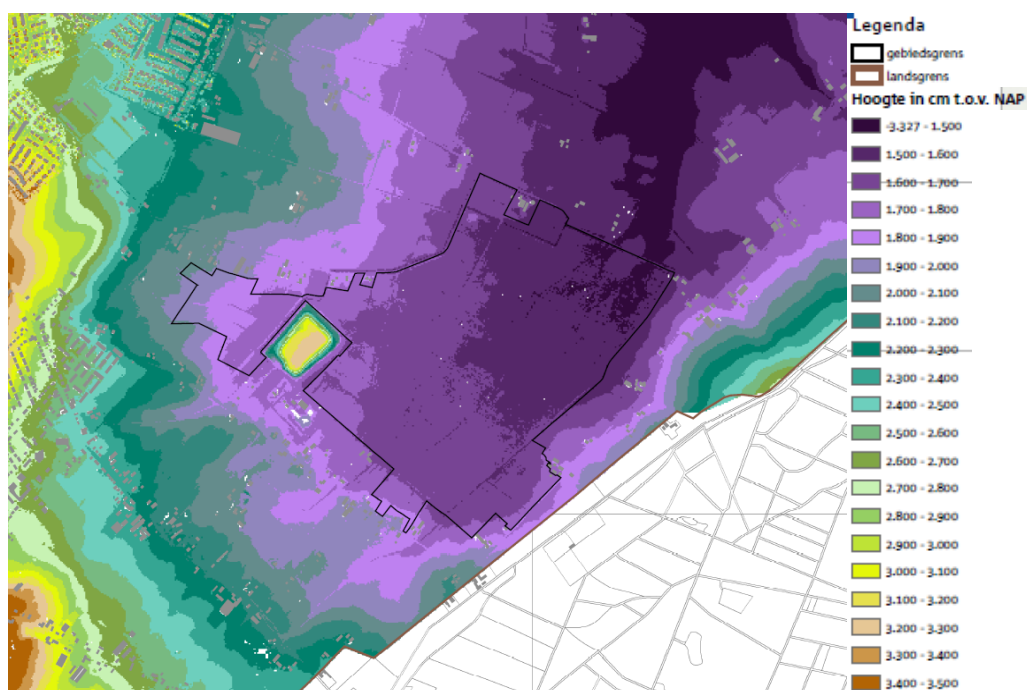 Legenda
gebiedsgrens
landsgrens
Hoogte in cm t.o.v. NAP
-3.327 - 1.500
1.500 - 1.600
1.600 - 1.700
1.700 - 1.800
1.800 - 1.900
1.900 - 2.000
2.000 - 2.100
2.100 - 2.200
2.200 - 2.300
2.300 - 2.400
2.400 - 2.500
2.500 - 2.600
2.600 - 2.700
2.700 - 2.800
2.800 - 2.900
2.900 - 3.000
3.000 - 3.100
3.100 - 3.200
3.200 - 3.300
3.300 - 3.400
3.400 - 3.500